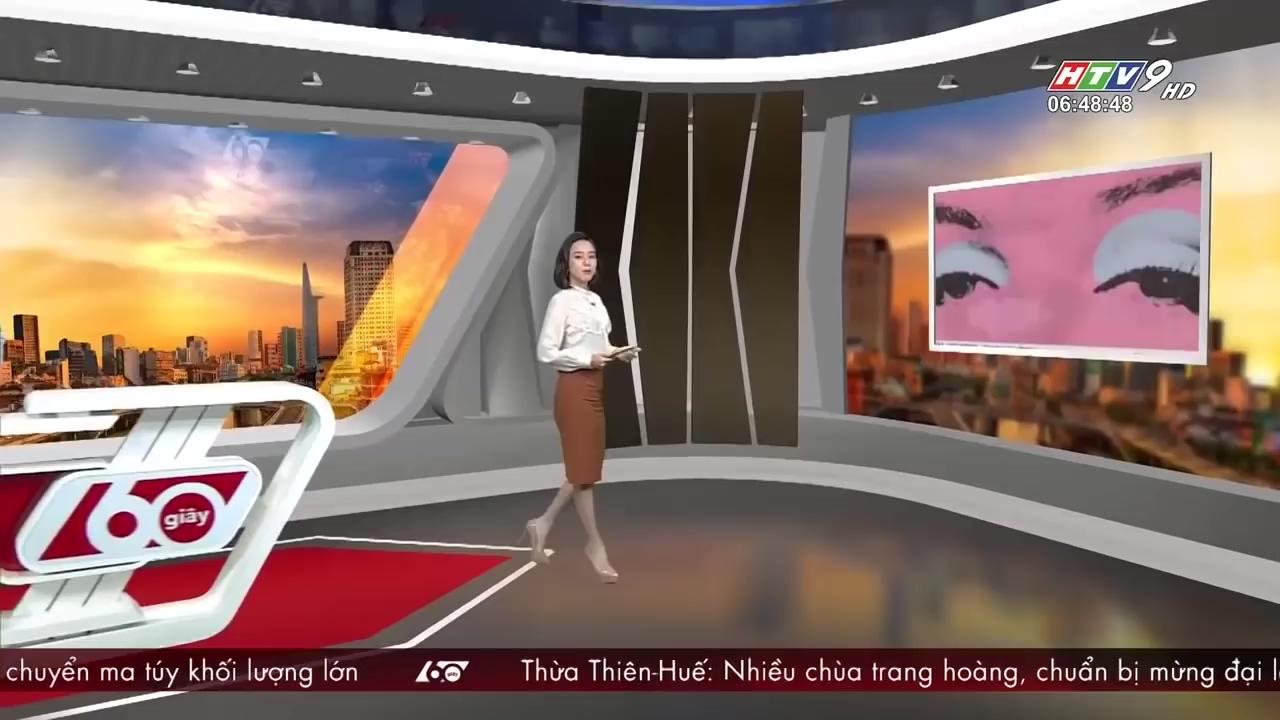 HTV9 HD
06:48:48
60 giây
chuyển ma túy khối lượng lớn 60 giây Thừa Thiên-Huế: Nhiều chùa trang hoàng, chuẩn bị mừng đại l